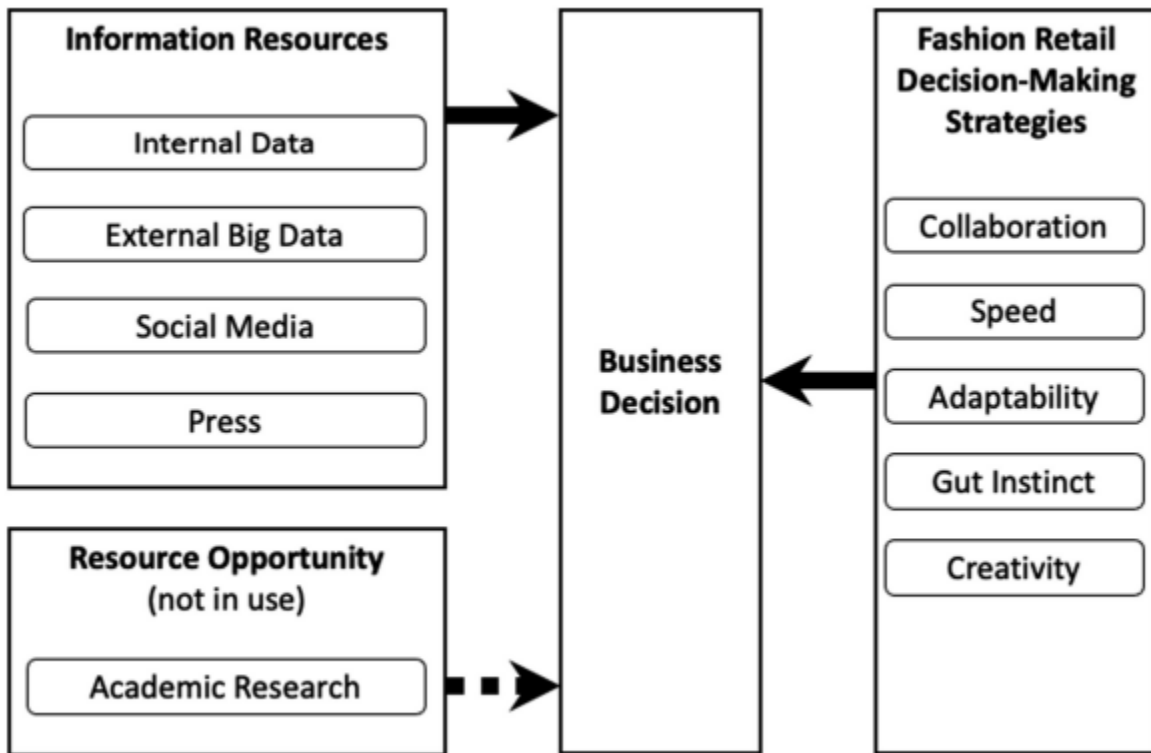 Information Resources
Internal Data
External Big Data
Social Media
Press
Resource Opportunity
(not in use)
Academic Research
Business
Decision
Fashion Retail
Decision-Making
Strategies
Collaboration
Speed
Adaptability
Gut Instinct
Creativity